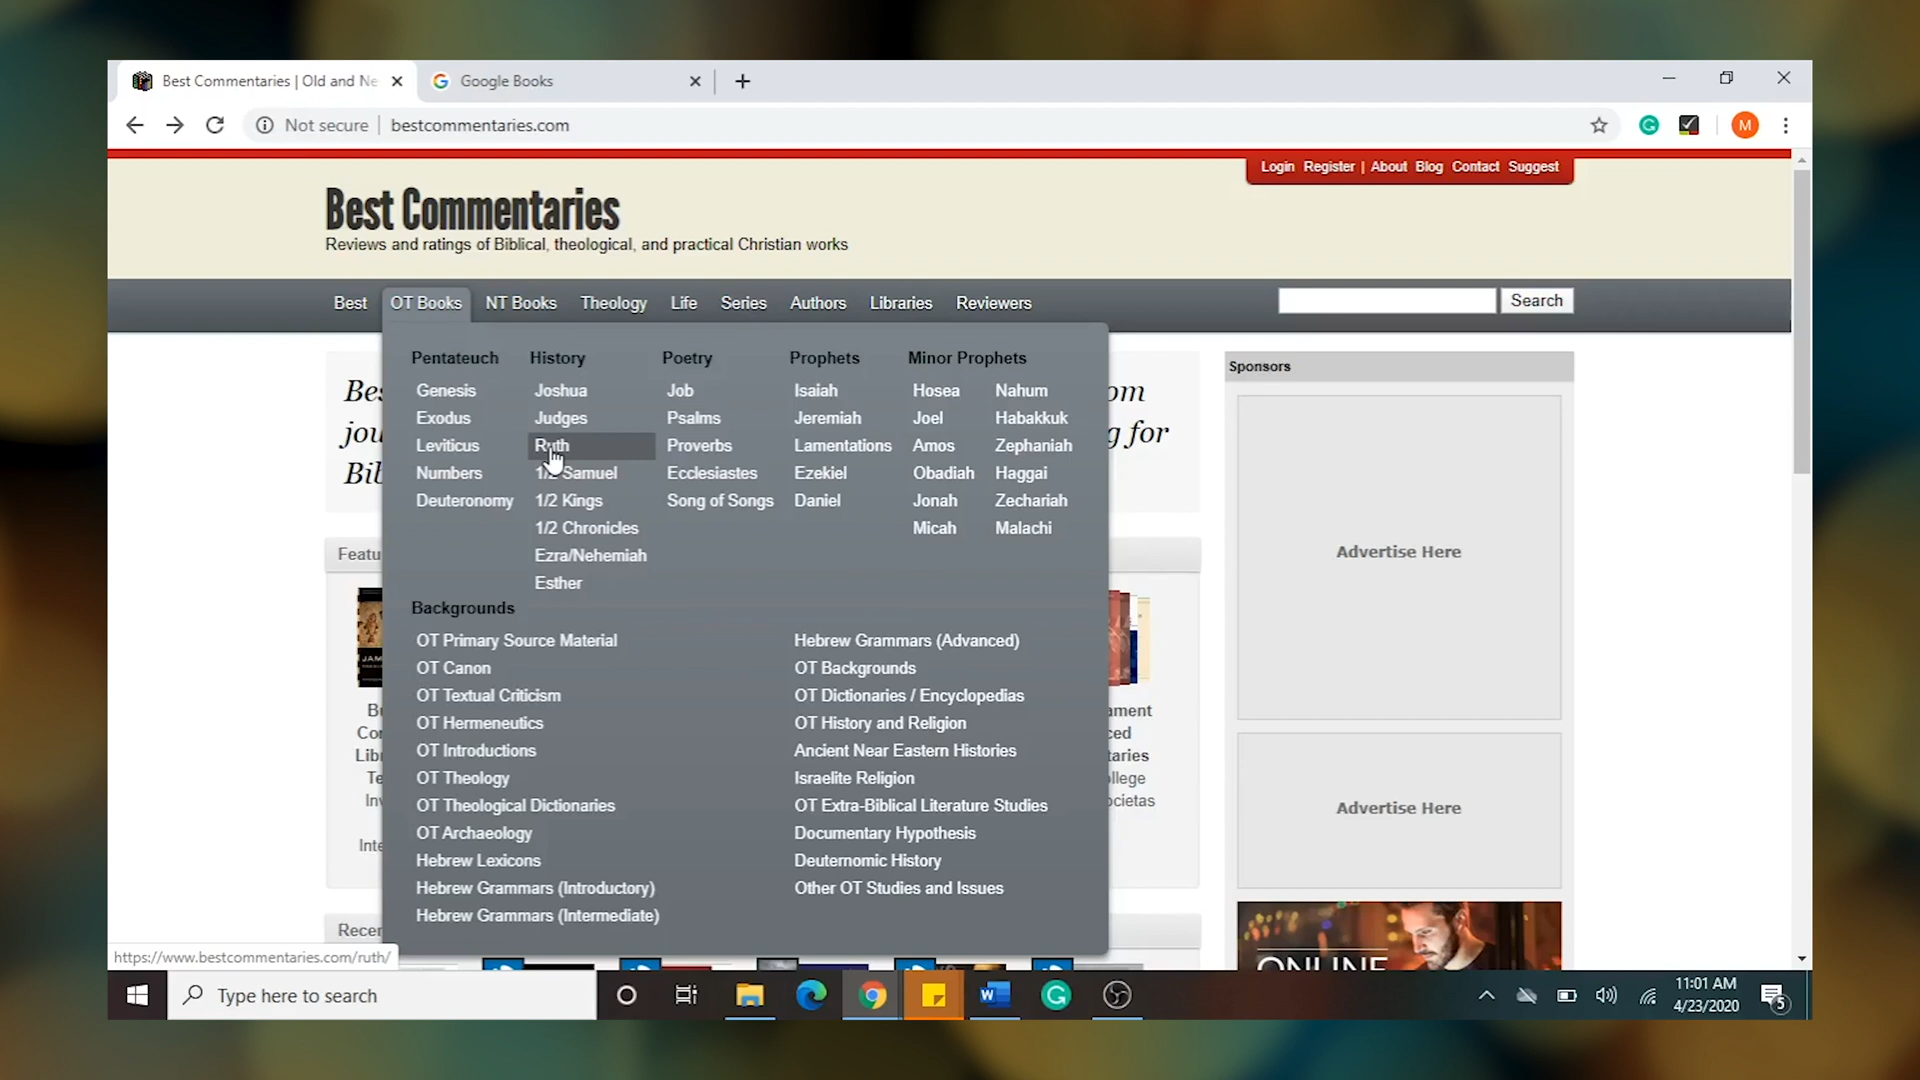 Best Commentaries | Old and Ne
Google Books
Not secure
bestcommentaries.com
M
Login Register | About Blog Contact Suggest
Best Commentaries
Reviews and ratings of Biblical, theological, and practical Christian works
Best OT Books NT Books Theology Life Series Authors Libraries Reviewers
Search
Pentateuch
Genesis
Exodus
Leviticus
Numbers
Deuteronomy
History
Joshua
Judges
Ruth
1/2 Samuel
1/2 Kings
1/2 Chronicles
Ezra/Nehemiah
Esther
Poetry
Job
Psalms
Proverbs
Ecclesiastes
Song of Songs
Prophets
Isaiah
Jeremiah
Lamentations
Ezekiel
Daniel
Minor Prophets
Hosea
Joel
Amos
Obadiah
Jonah
Micah
Nahum
Habakkuk
Zephaniah
Haggai
Zechariah
Malachi
Backgrounds
OT Primary Source Material
OT Canon
OT Textual Criticism
OT Hermeneutics
OT Introductions
OT Theology
OT Theological Dictionaries
OT Archaeology
Hebrew Lexicons
Hebrew Grammars (Introductory)
Hebrew Grammars (Intermediate)
Hebrew Grammars (Advanced)
OT Backgrounds
OT Dictionaries / Encyclopedias
OT History and Religion
Ancient Near Eastern Histories
Israelite Religion
OT Extra-Biblical Literature Studies
Documentary Hypothesis
Deuternomic History
Other OT Studies and Issues
Sponsors
Advertise Here
Advertise Here
ONLINE
https://www.bestcommentaries.com/ruth/
Type here to search
11:01 AM
4/23/2020
5